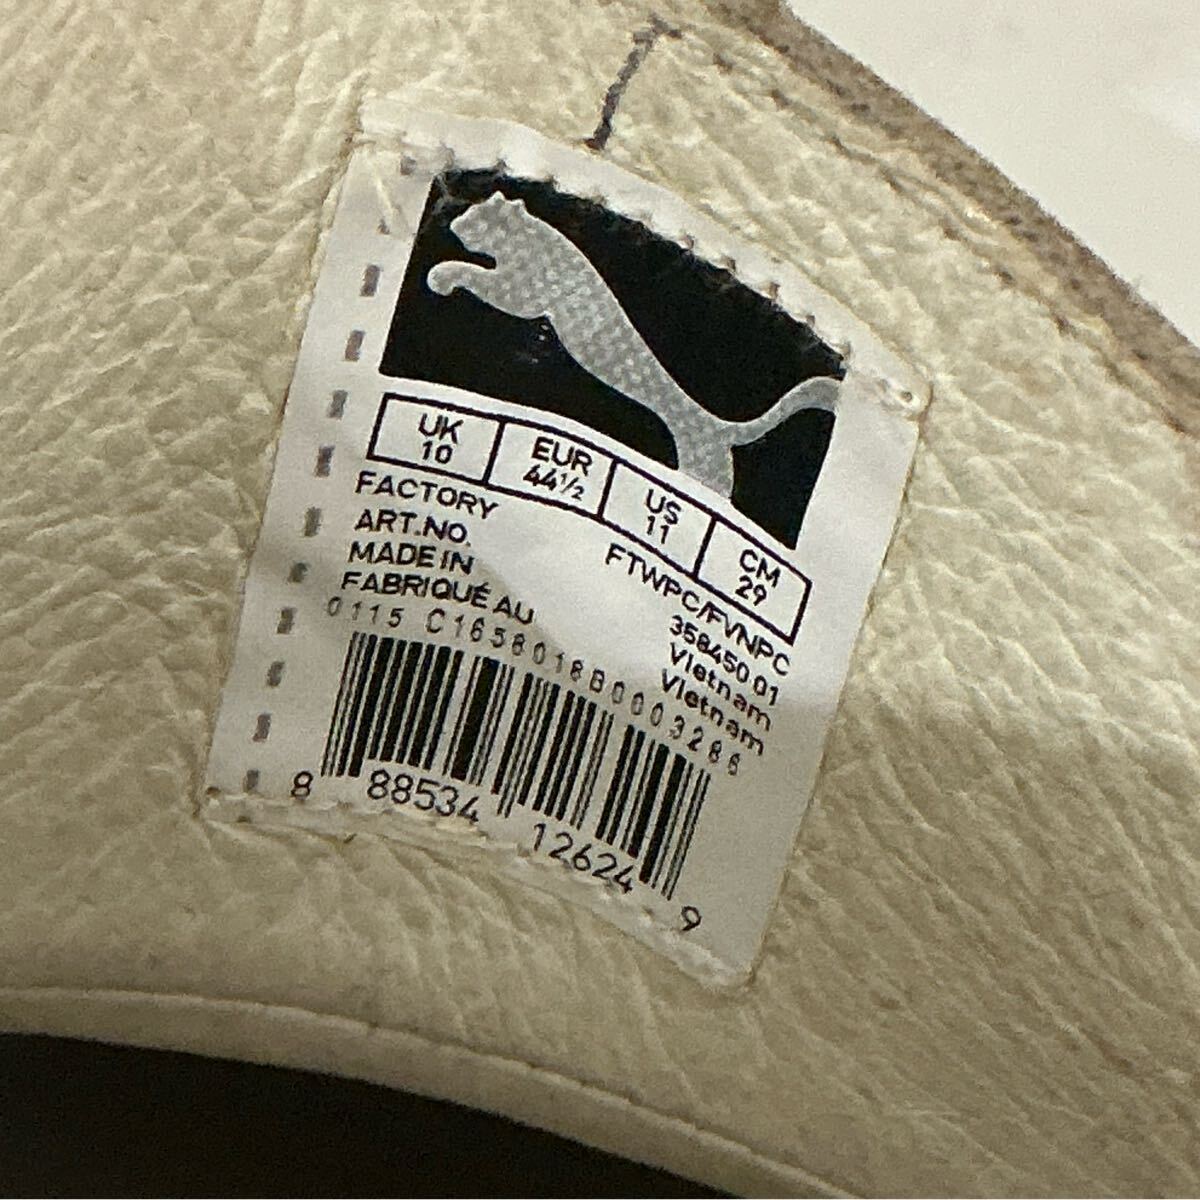 UK EUR US CM
10 44½ 11 29
FACTORY FTWPC/FVNPC
ART.NO. 358450 01
MADE IN Vietnam
FABRIQUÉ AU Vietnam
0115 C1658018B0003286
8 88534 12624 9